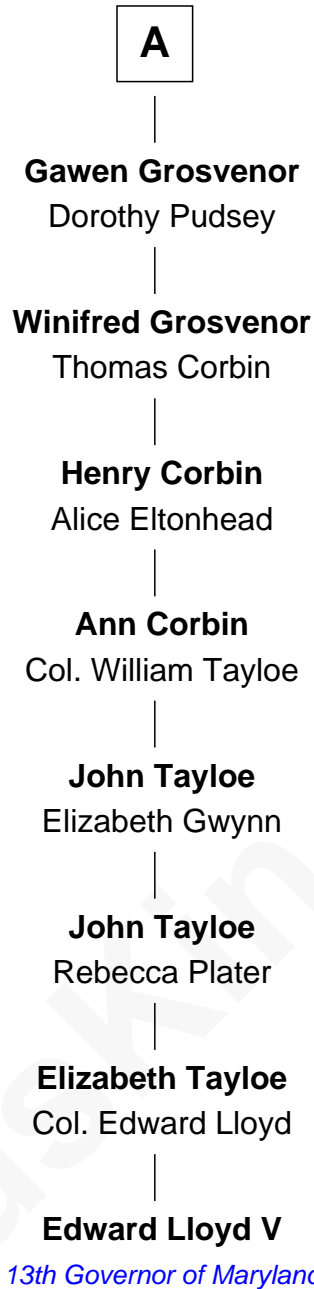 A
Gawen Grosvenor
Dorothy Pudsey
Winifred Grosvenor
Thomas Corbin
Henry Corbin
Alice Eltonhead
Ann Corbin
Col. William Tayloe
John Tayloe
Elizabeth Gwynn
John Tayloe
Rebecca Plater
Elizabeth Tayloe
Col. Edward Lloyd
Edward Lloyd V
13th Governor of Maryland